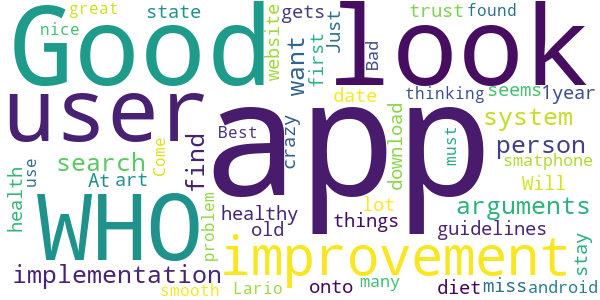 great
state
gets
trust
found
Good
look
nice
website
want
first
Just
Bad
user
app
date
thinking
seems
1year
WHO
find
Best
crazy
download
must
system
person
search
Come
smatphone
health
use
At
art
Will
arguments
healthy
lot
old
things
guidelines
problem
improvement
stay
implementation
smooth
Lario
onto
many
diet
miss
android